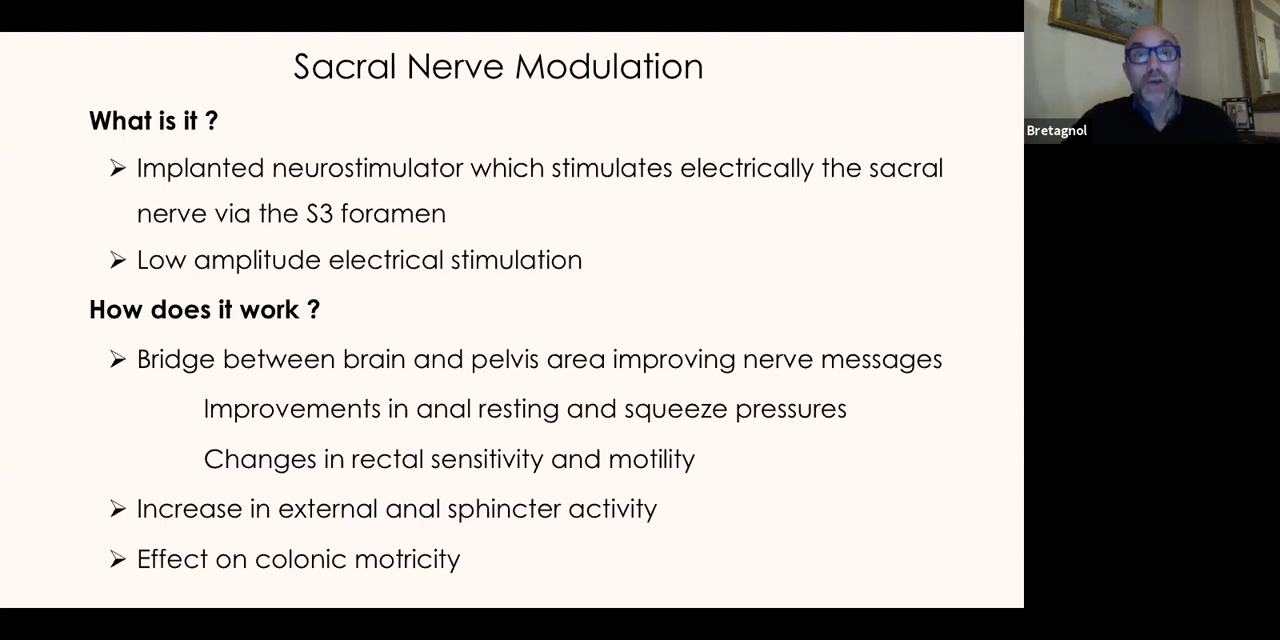 Sacral Nerve Modulation
What is it ?
➢ Implanted neurostimulator which stimulates electrically the sacral
nerve via the S3 foramen
➢ Low amplitude electrical stimulation
How does it work ?
➢ Bridge between brain and pelvis area improving nerve messages
Improvements in anal resting and squeeze pressures
Changes in rectal sensitivity and motility
➢ Increase in external anal sphincter activity
➢ Effect on colonic motricity
Bretagnol